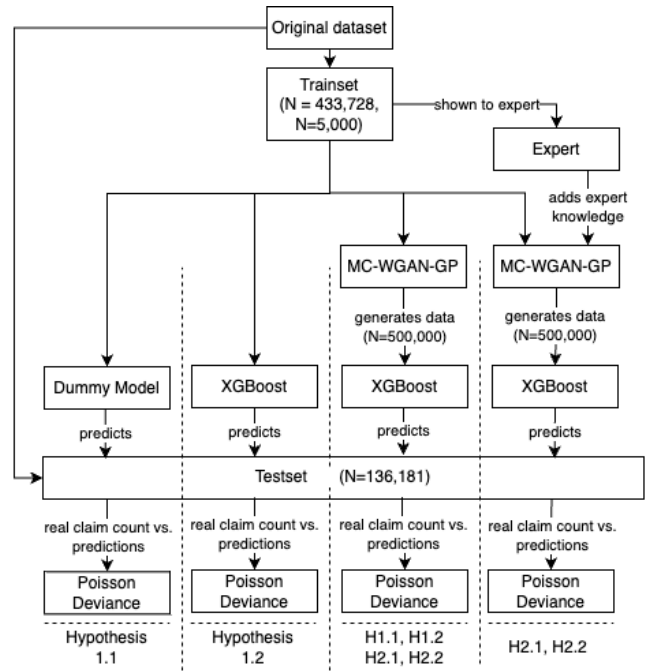 Original dataset
Trainset
(N = 433,728,
N=5,000)
shown to expert
Expert
adds expert
knowledge
MC-WGAN-GP
MC-WGAN-GP
generates data
(N=500,000)
generates data
(N=500,000)
Dummy Model
XGBoost
XGBoost
XGBoost
predicts
predicts
predicts
predicts
Testset (N=136,181)
real claim count vs.
predictions
real claim count vs.
predictions
real claim count vs.
predictions
real claim count vs.
predictions
Poisson
Deviance
Poisson
Deviance
Poisson
Deviance
Poisson
Deviance
Hypothesis
1.1
Hypothesis
1.2
H1.1, H1.2
H2.1, H2.2
H2.1, H2.2